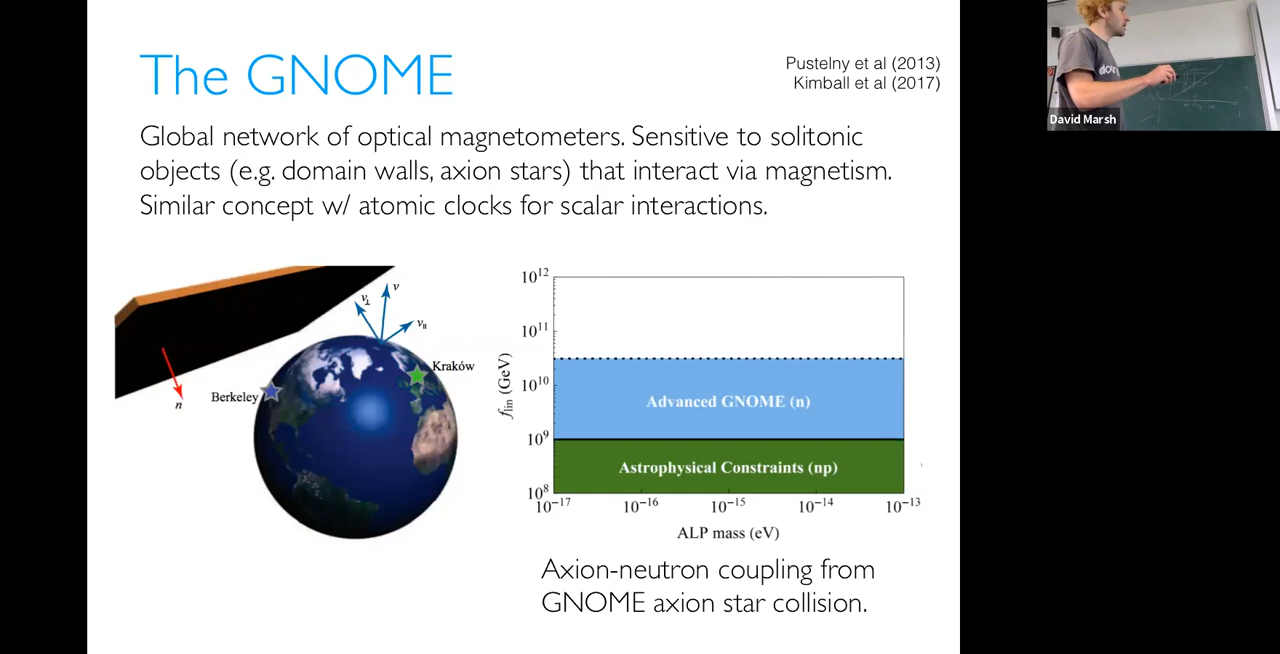 The GNOME
Pustelny et al (2013)
Kimball et al (2017)
Global network of optical magnetometers. Sensitive to solitonic
objects (e.g. domain walls, axion stars) that interact via magnetism.
Similar concept w/ atomic clocks for scalar interactions.
n
v⊥
v
v∥
Berkeley
Kraków
f_lin (GeV)
10^12
10^11
10^10
10^9
10^8
Advanced GNOME (n)
Astrophysical Constraints (np)
10^−17
10^−16
10^−15
10^−14
10^−13
ALP mass (eV)
Axion-neutron coupling from
GNOME axion star collision.
David Marsh